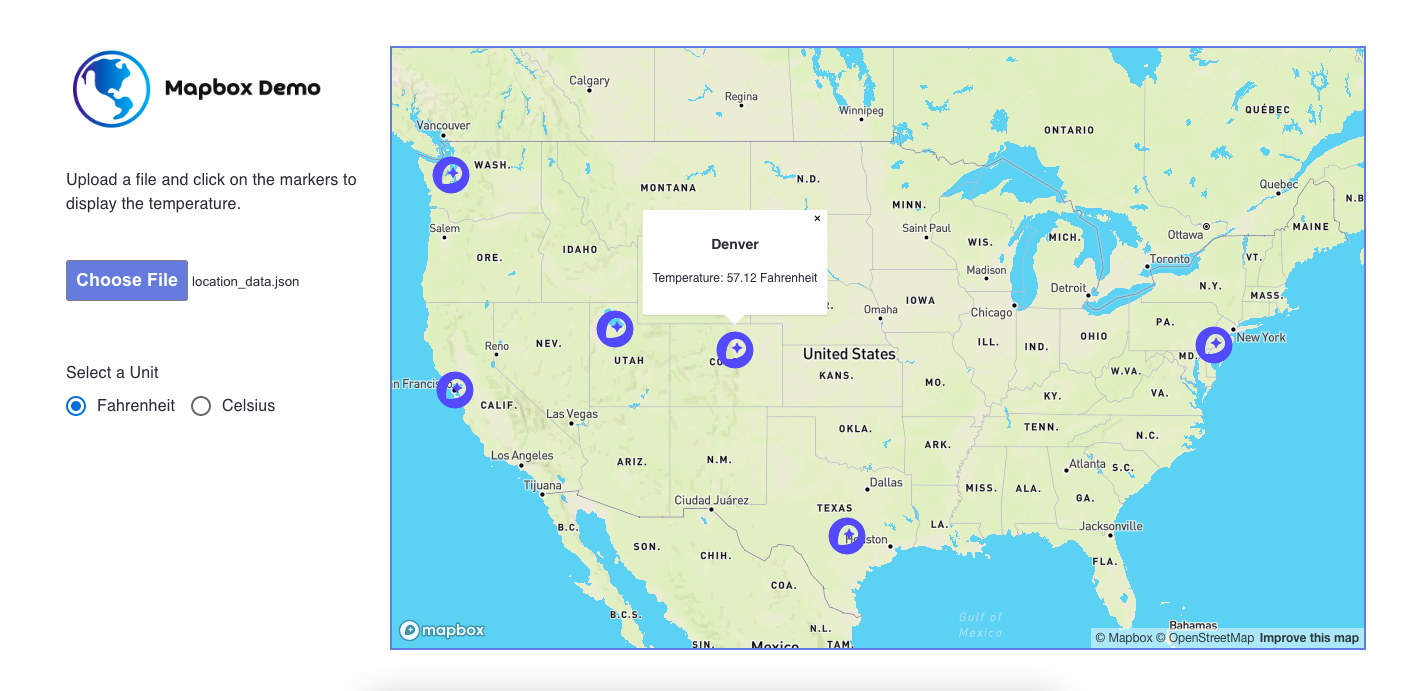 Mapbox Demo
Upload a file and click on the markers to
display the temperature.
Choose File location_data.json
Select a Unit
Fahrenheit Celsius
Calgary
Regina
Winnipeg
QUÉBEC
ONTARIO
Vancouver
WASH.
MONTANA
N.D.
Quebec
N.B
MINN.
Salem
Saint Paul
Ottawa
MAINE
ORE.
IDAHO
WIS.
MICH.
Toronto
VT.
Madison
Detroit
N.Y.
MASS.
×
Denver
Temperature: 57.12 Fahrenheit
IOWA
Omaha
Chicago
PA.
Reno
NEV.
UTAH
United States
ILL.
IND.
OHIO
MD.
New York
KANS.
MO.
W.VA.
VA.
n Francisc
CALIF.
KY.
Las Vegas
OKLA.
TENN.
N.C.
Los Angeles
ARIZ.
N.M.
ARK.
Atlanta
S.C.
Tijuana
Ciudad Juárez
Dallas
MISS.
ALA.
GA.
B.C.
TEXAS
LA.
Jacksonville
SON.
CHIH.
FLA.
COA.
B.C.S.
N.L.
Gulf of
Mexico
Bahamas
SIN.
Mexico
TAM.
mapbox
© Mapbox © OpenStreetMap Improve this map